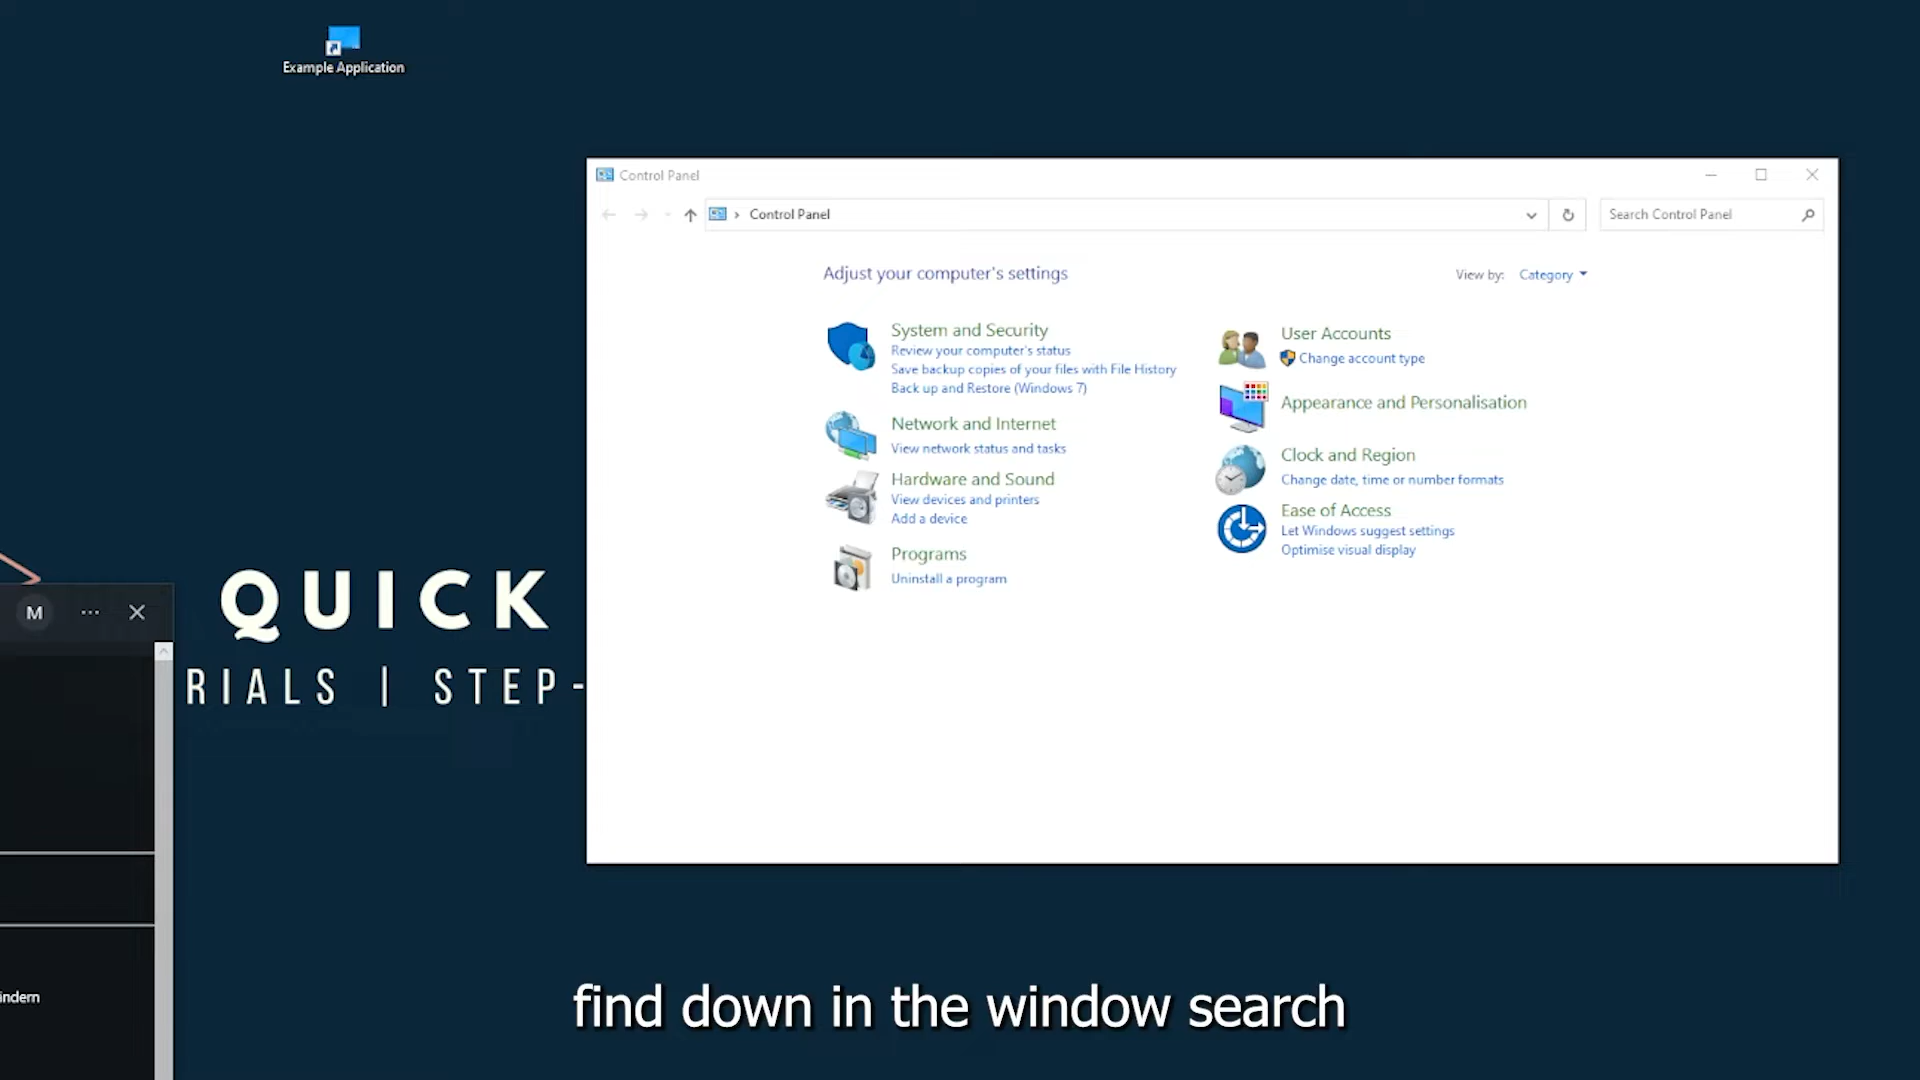 Example Application
Control Panel
Control Panel
Search Control Panel
Adjust your computer's settings
View by: Category
System and Security
Review your computer's status
Save backup copies of your files with File History
Back up and Restore (Windows 7)
Network and Internet
View network status and tasks
Hardware and Sound
View devices and printers
Add a device
Programs
Uninstall a program
User Accounts
Change account type
Appearance and Personalisation
Clock and Region
Change date, time or number formats
Ease of Access
Let Windows suggest settings
Optimise visual display
M
QUICK
RIALS | STEP-
indern
find down in the window search